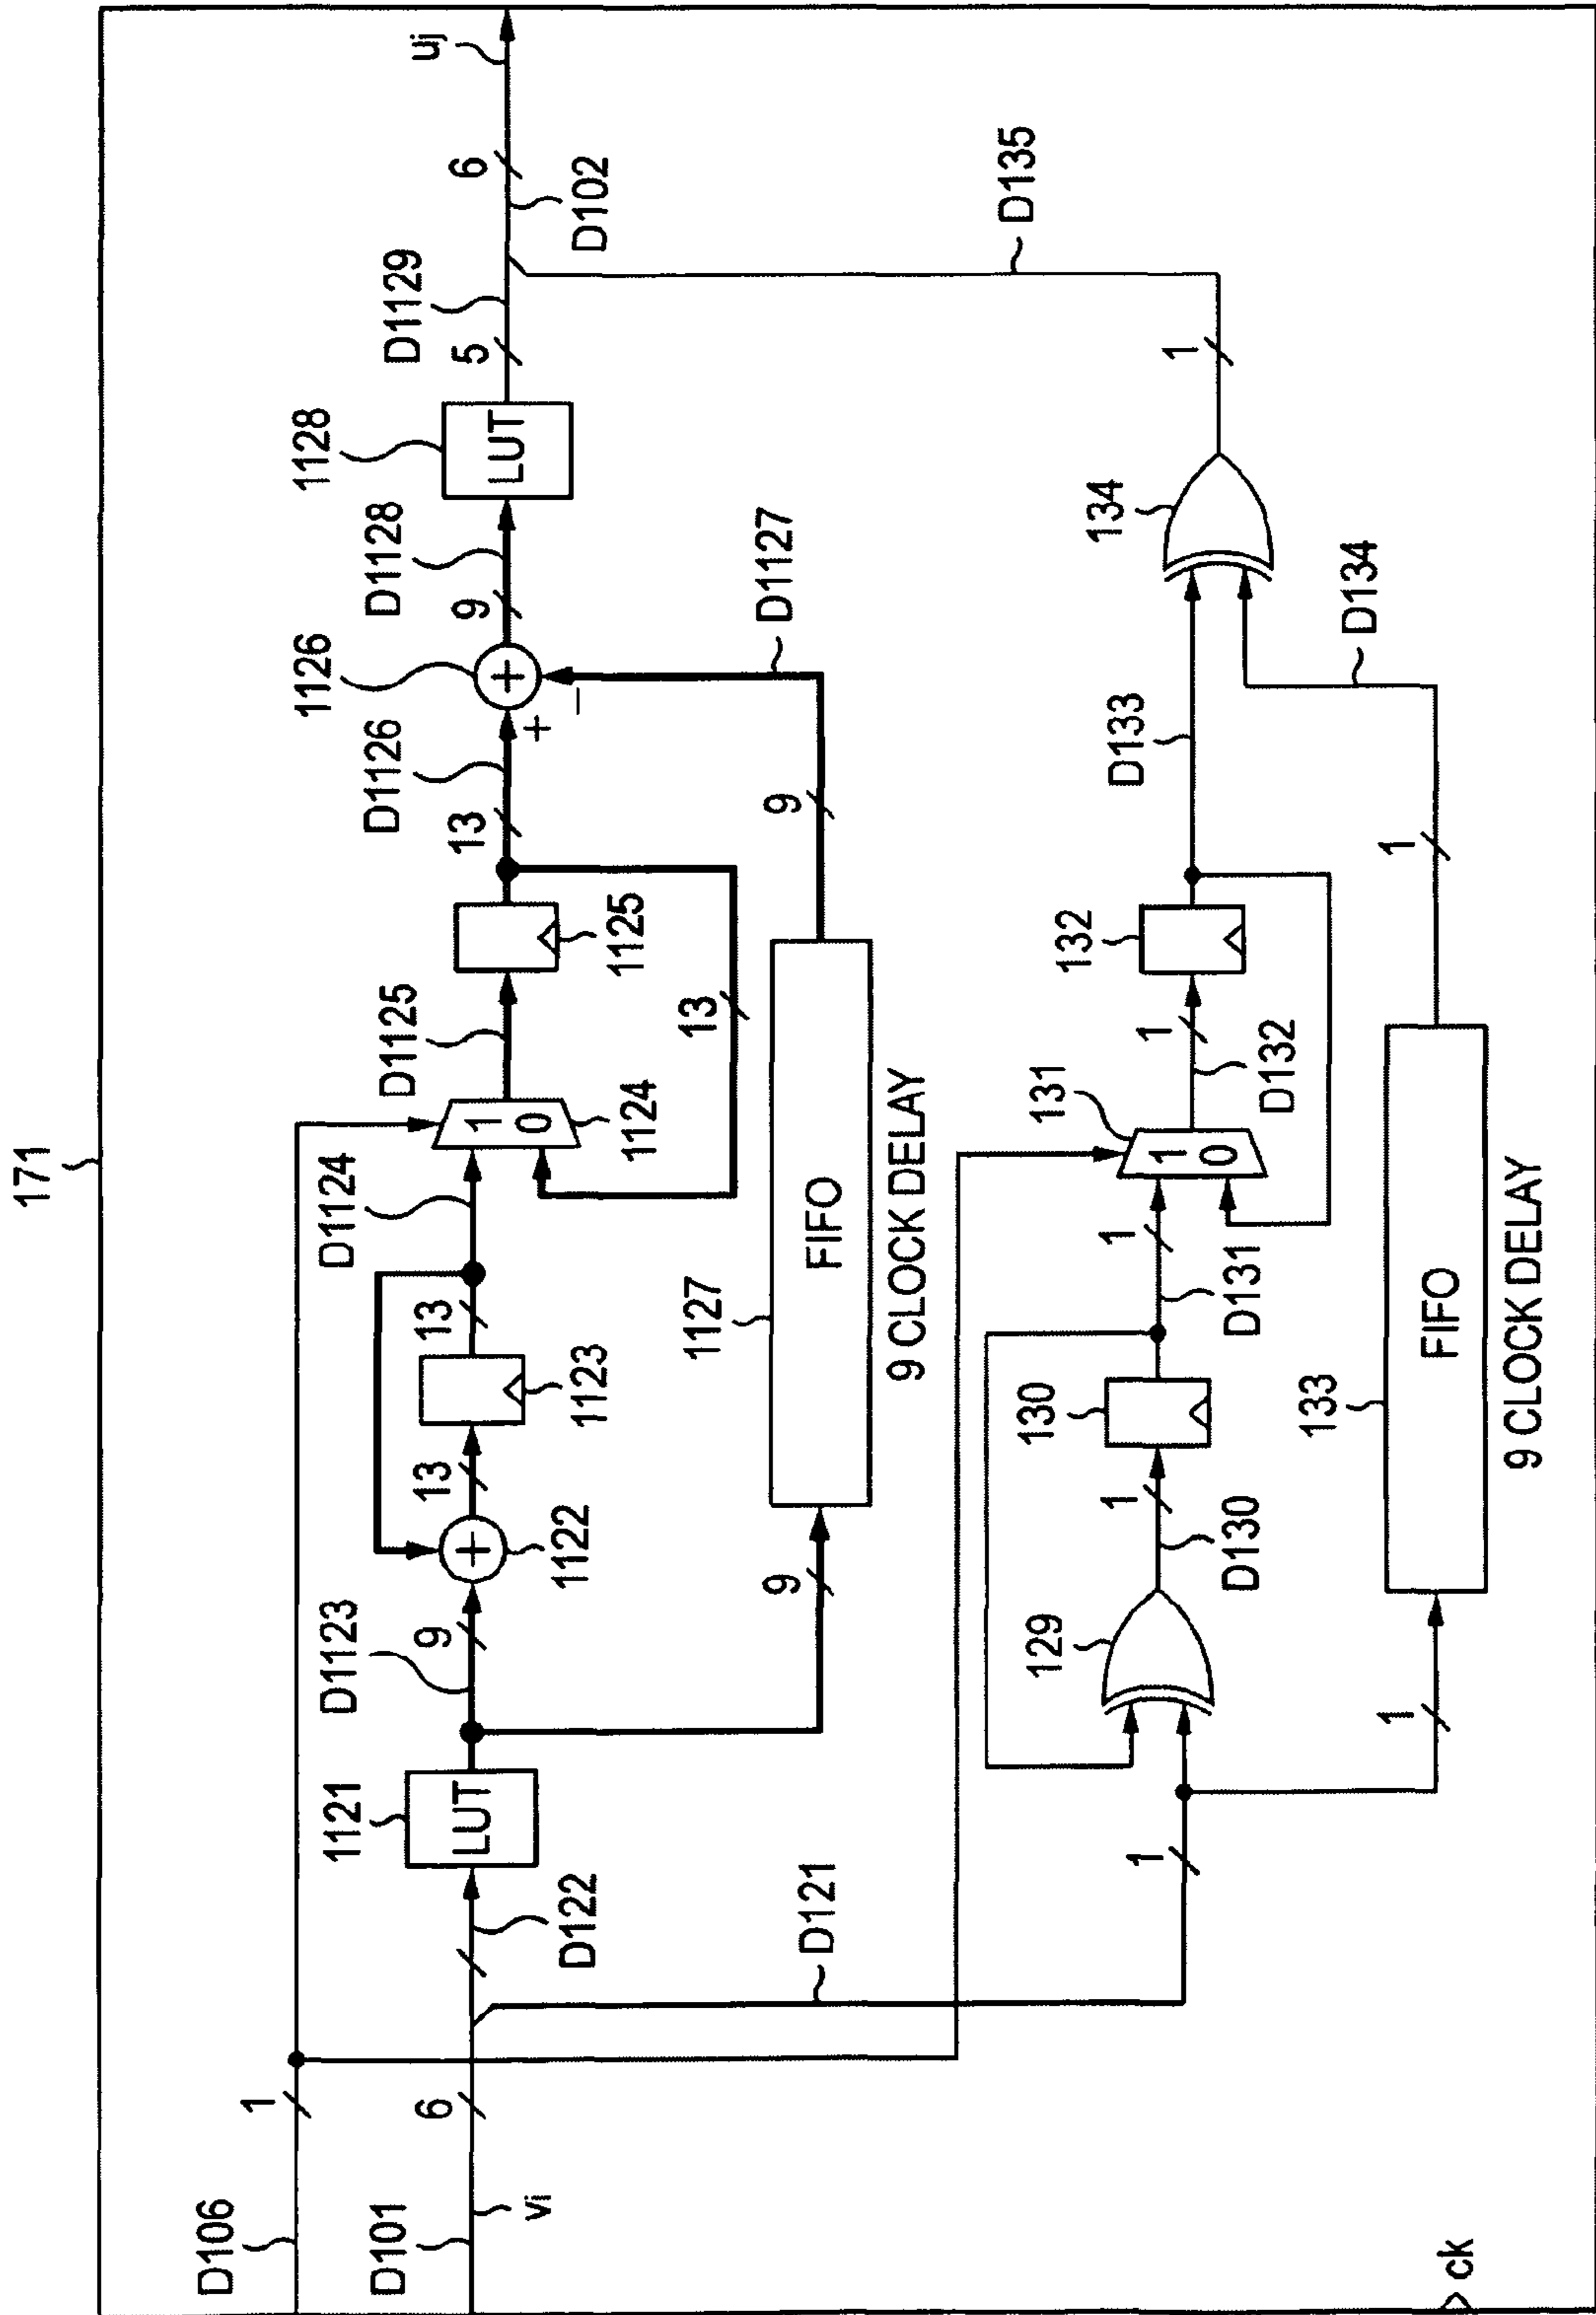 171
D106
1
D101
vi
6
D122
D121
1121
LUT
D1123
9
1122
13
1123
13
D1124
1
0
1124
D1125
1125
13
13
D1126
+
−
+
1126
9
D1128
1128
LUT
5
D1129
6
D102
uj
9
1127
FIFO
9 CLOCK DELAY
9
D1127
D135
1
129
1
D130
130
D131
1
131
1
0
1
D132
132
D133
134
1
1
133
FIFO
9 CLOCK DELAY
1
D134
ck